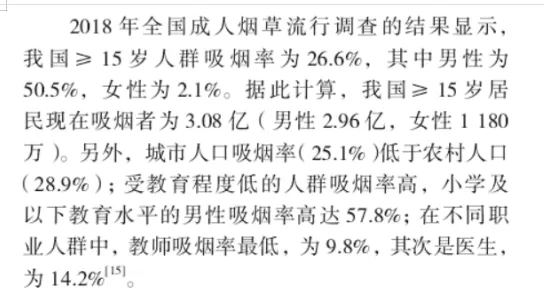 2018 年全国成人烟草流行调查的结果显示，
我国≥ 15 岁人群吸烟率为 26.6%，其中男性为
50.5%，女性为 2.1%。据此计算，我国≥ 15 岁居
民现在吸烟者为 3.08 亿（男性 2.96 亿，女性 1 180
万）。另外，城市人口吸烟率（25.1%）低于农村人口
（28.9%）；受教育程度低的人群吸烟率高，小学及
以下教育水平的男性吸烟率高达 57.8%；在不同职
业人群中，教师吸烟率最低，为 9.8%，其次是医生，
为 14.2%[15]。